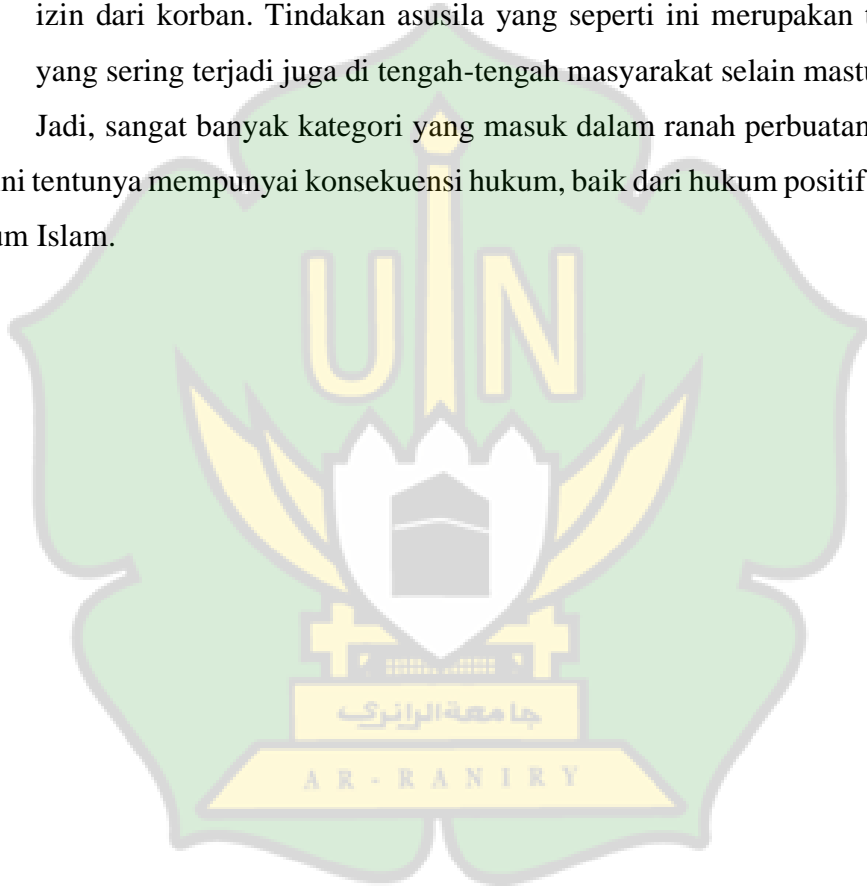 izin dari korban. Tindakan asusila yang seperti ini merupakan
yang sering terjadi juga di tengah-tengah masyarakat selain
Jadi, sangat banyak kategori yang masuk dalam ranah perbuatan
ini tentunya mempunyai konsekuensi hukum, baik dari hukum positif
Islam.
UIN
جامعة الرانري
AR-RANIRY